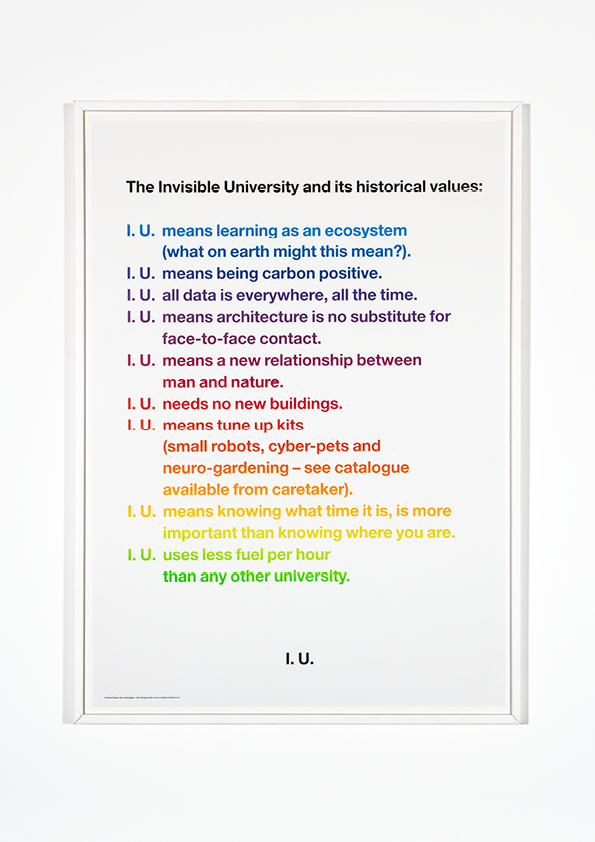 The Invisible University and its historical values:
I. U. means learning as an ecosystem
(what on earth might this mean?).
I. U. means being carbon positive.
I. U. all data is everywhere, all the time.
I. U. means architecture is no substitute for
face-to-face contact.
I. U. means a new relationship between
man and nature.
I. U. needs no new buildings.
I. U. means tune up kits
(small robots, cyber-pets and
neuro-gardening – see catalogue
available from caretaker).
I. U. means knowing what time it is, is more
important than knowing where you are.
I. U. uses less fuel per hour
than any other university.
I. U.